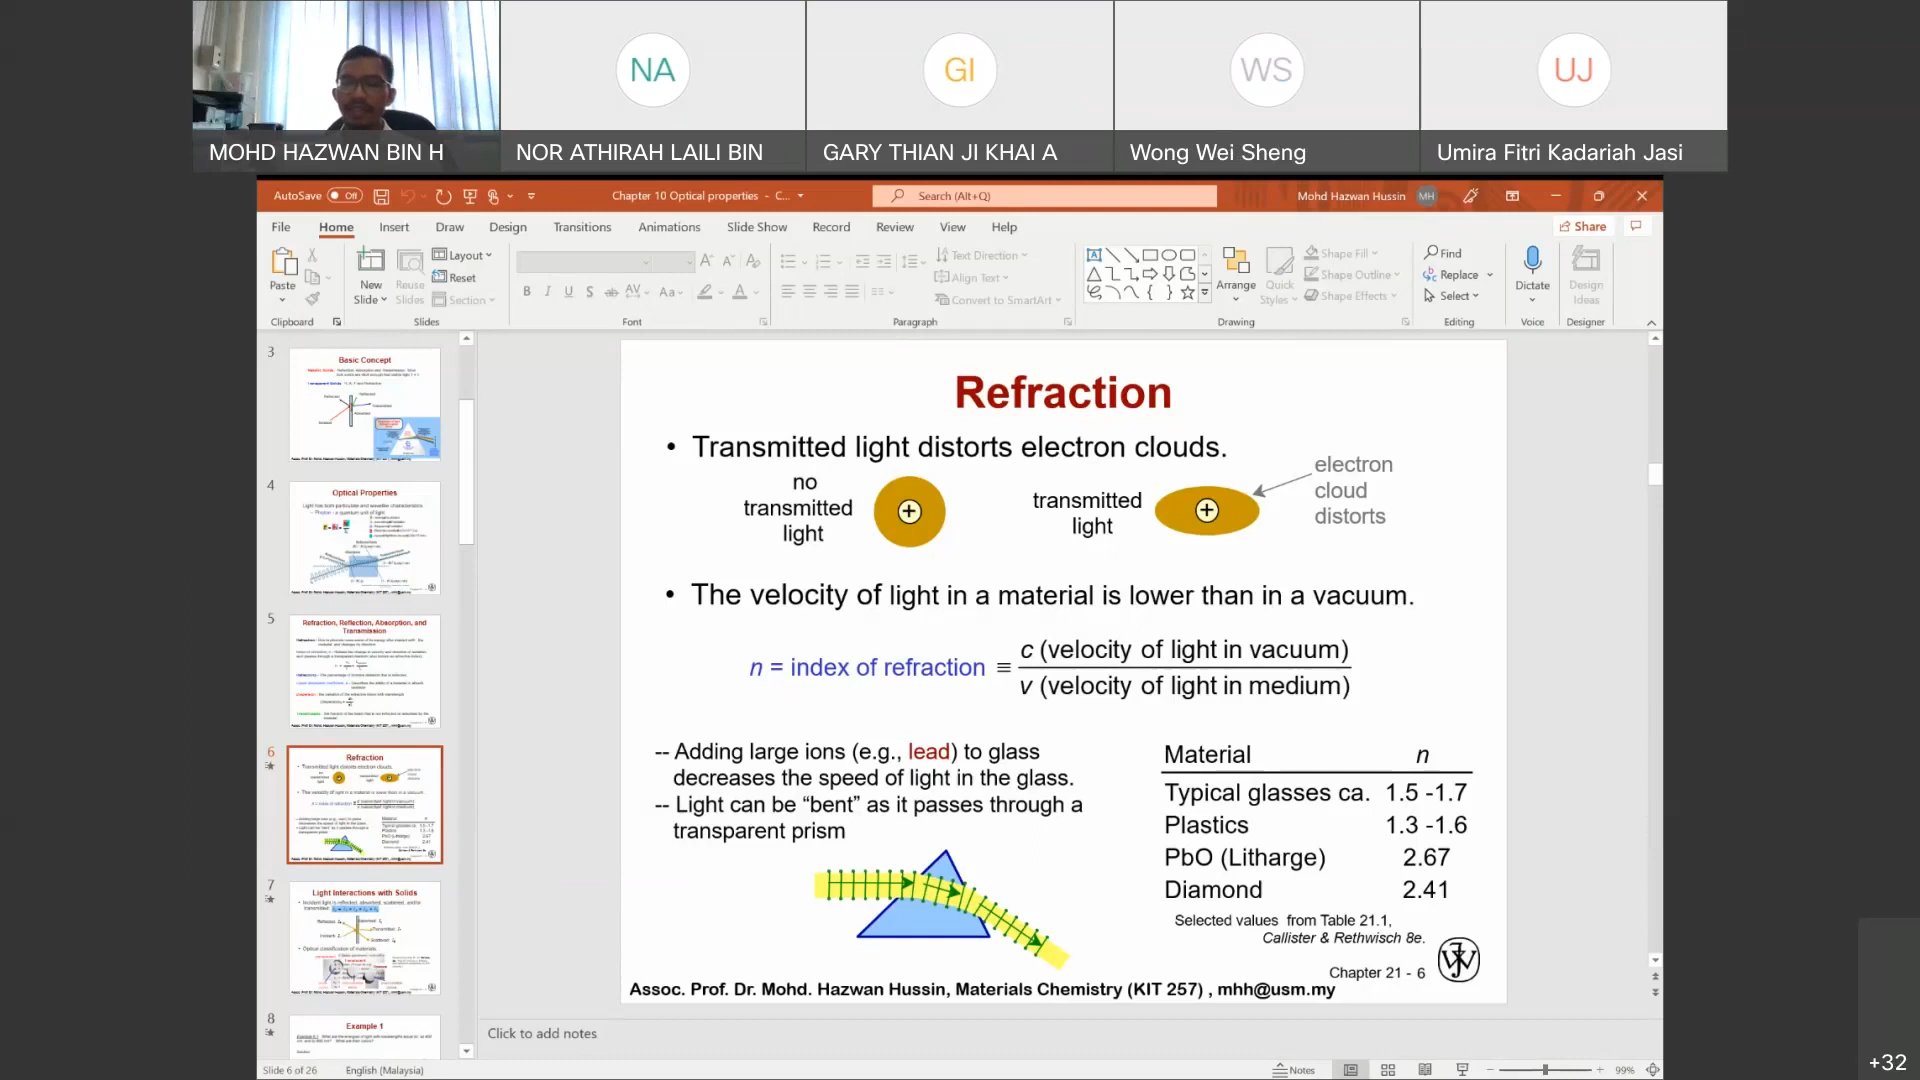 NA
GI
WS
UJ
MOHD HAZWAN BIN H
NOR ATHIRAH LAILI BIN
GARY THIAN JI KHAI A
Wong Wei Sheng
Umira Fitri Kadariah Jasi
AutoSave Off
Chapter 10 Optical properties - C...
Search (Alt+Q)
Mohd Hazwan Hussin MH
File Home Insert Draw Design Transitions Animations Slide Show Record Review View Help
Share
Paste
New Slide
Reuse Slides
Layout
Reset
Section
B I U S ab AV Aa A
Text Direction
Align Text
Convert to SmartArt
Arrange
Quick Styles
Shape Fill
Shape Outline
Shape Effects
Find
Replace
Select
Dictate
Design Ideas
Clipboard Slides Font Paragraph Drawing Editing Voice Designer
3
Basic Concept
4
Optical Properties
5
Refraction, Reflection, Absorption, and Transmission
6
Refraction
7
Light Interactions with Solids
8
Example 1
Refraction
• Transmitted light distorts electron clouds.
no
transmitted
light
+
transmitted
light
+
electron
cloud
distorts
• The velocity of light in a material is lower than in a vacuum.
n = index of refraction ≡ c (velocity of light in vacuum)
v (velocity of light in medium)
-- Adding large ions (e.g., lead) to glass
decreases the speed of light in the glass.
-- Light can be “bent” as it passes through a
transparent prism
Material n
Typical glasses ca. 1.5 -1.7
Plastics 1.3 -1.6
PbO (Litharge) 2.67
Diamond 2.41
Selected values from Table 21.1,
Callister & Rethwisch 8e.
Chapter 21 - 6
Assoc. Prof. Dr. Mohd. Hazwan Hussin, Materials Chemistry (KIT 257) , mhh@usm.my
Click to add notes
Slide 6 of 26
English (Malaysia)
Notes
99%
+32